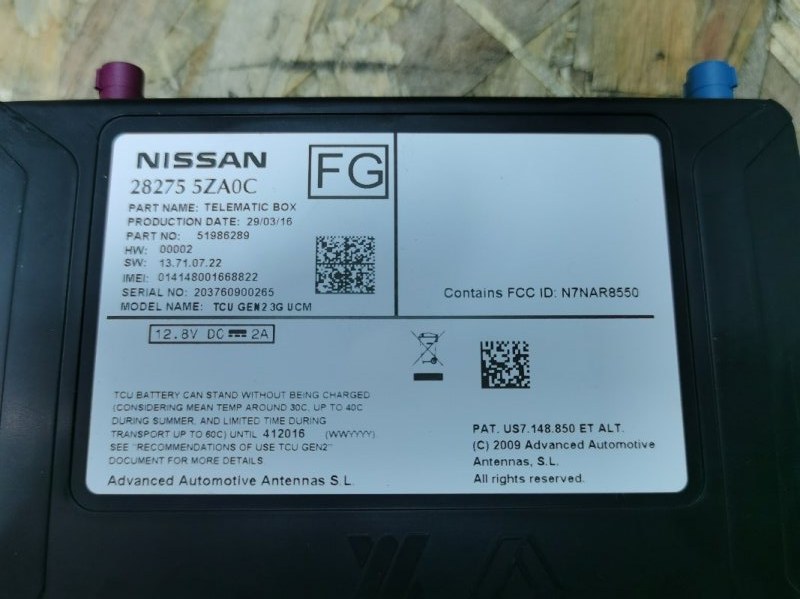 NISSAN
FG
28275 5ZA0C
PART NAME: TELEMATIC BOX
PRODUCTION DATE: 29/03/16
PART NO: 51986289
HW: 00002
SW: 13.71.07.22
IMEI: 014148001668822
SERIAL NO: 203760900265
MODEL NAME: TCU GEN2 3G UCM
Contains FCC ID: N7NAR8550
12.8V DC 2A
TCU BATTERY CAN STAND WITHOUT BEING CHARGED
(CONSIDERING MEAN TEMP AROUND 30C, UP TO 40C
DURING SUMMER, AND LIMITED TIME DURING
TRANSPORT UP TO 60C) UNTIL 412016 (WWYYYY).
SEE "RECOMMENDATIONS OF USE TCU GEN2"
DOCUMENT FOR MORE DETAILS
Advanced Automotive Antennas S.L.
PAT. US7.148.850 ET ALT.
(C) 2009 Advanced Automotive
Antennas, S.L.
All rights reserved.